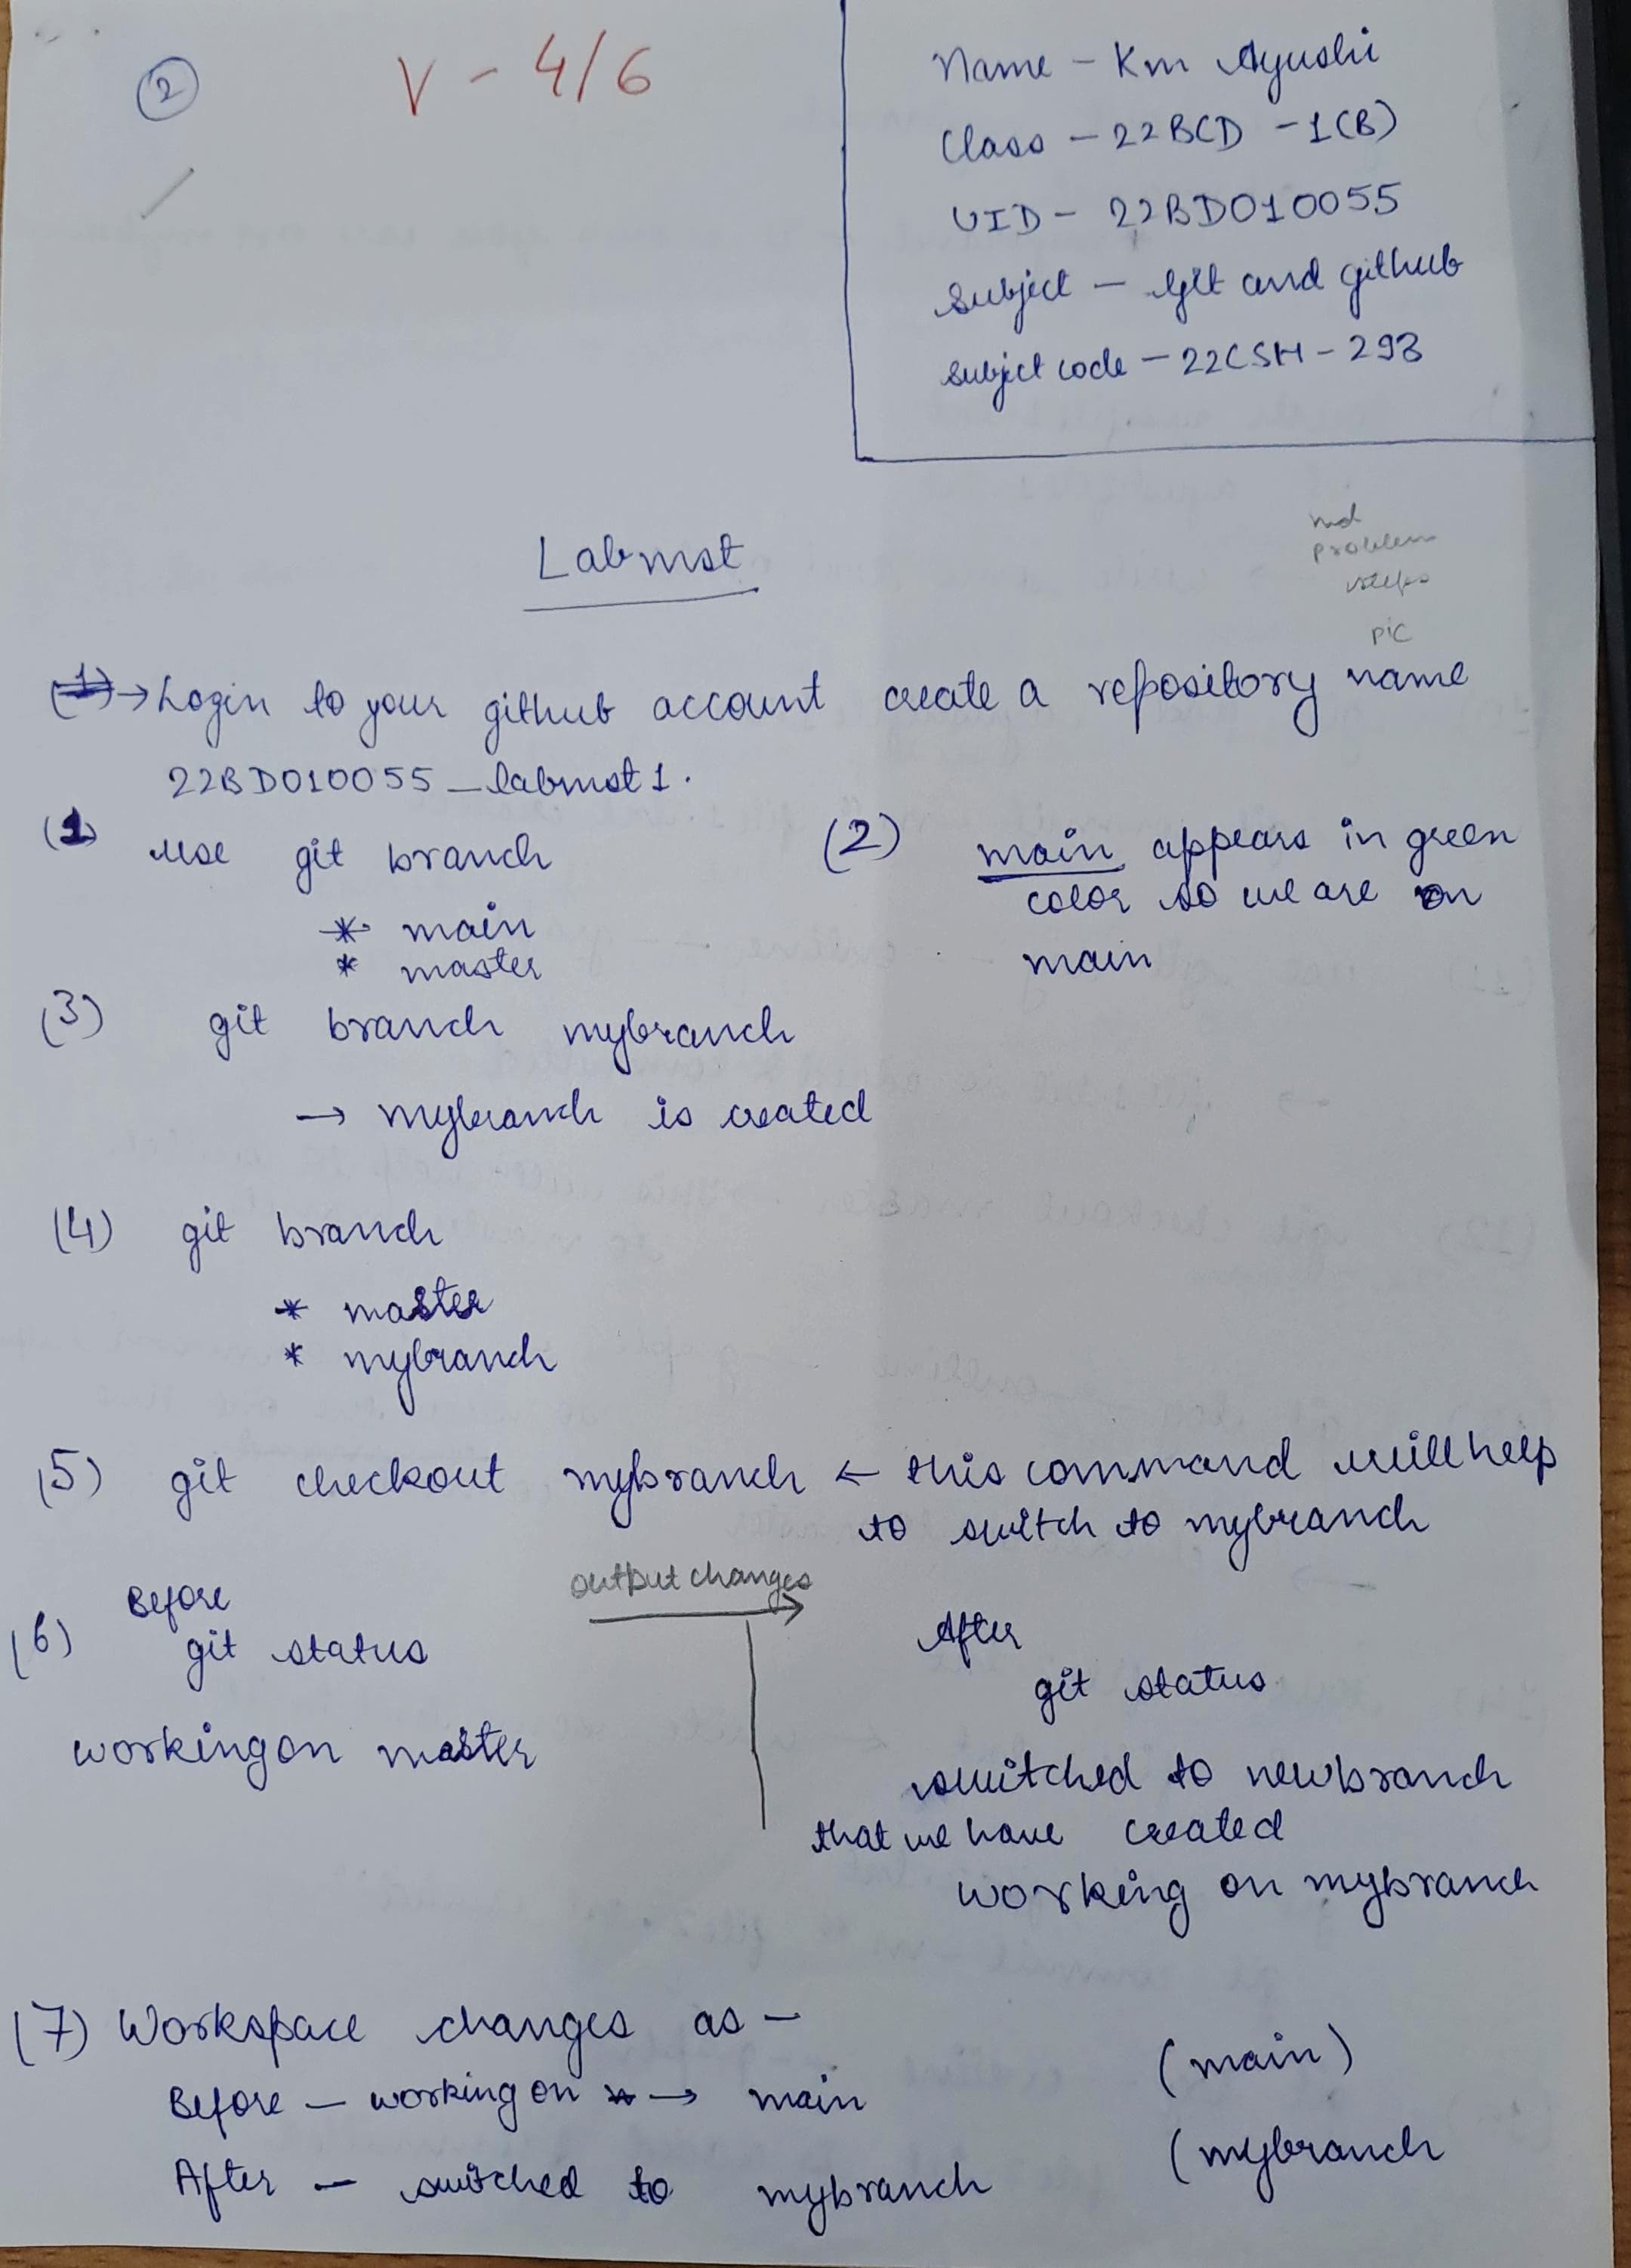 2
V - 4/6
Name - Km Ayushi
Class - 22BCD - 1(B)
UID - 22BD010055
Subject - Git and github
Subject code - 22CSH - 293
Labmst
problem
steps
pic
(1) → Login to your github account create a repository name
22BD010055_labmst1.
(1) use git branch
* main
* master
(2) main appears in green
color so we are on
main
(3) git branch mybranch
→ mybranch is created
(4) git branch
* master
* mybranch
(5) git checkout mybranch ← this command will help
to switch to mybranch
(6) Before
git status
working on master
output changes
After
git status
switched to newbranch
that we have created
working on mybranch
(7) Workspace changes as -
Before - working on → main (main)
After - switched to mybranch (mybranch